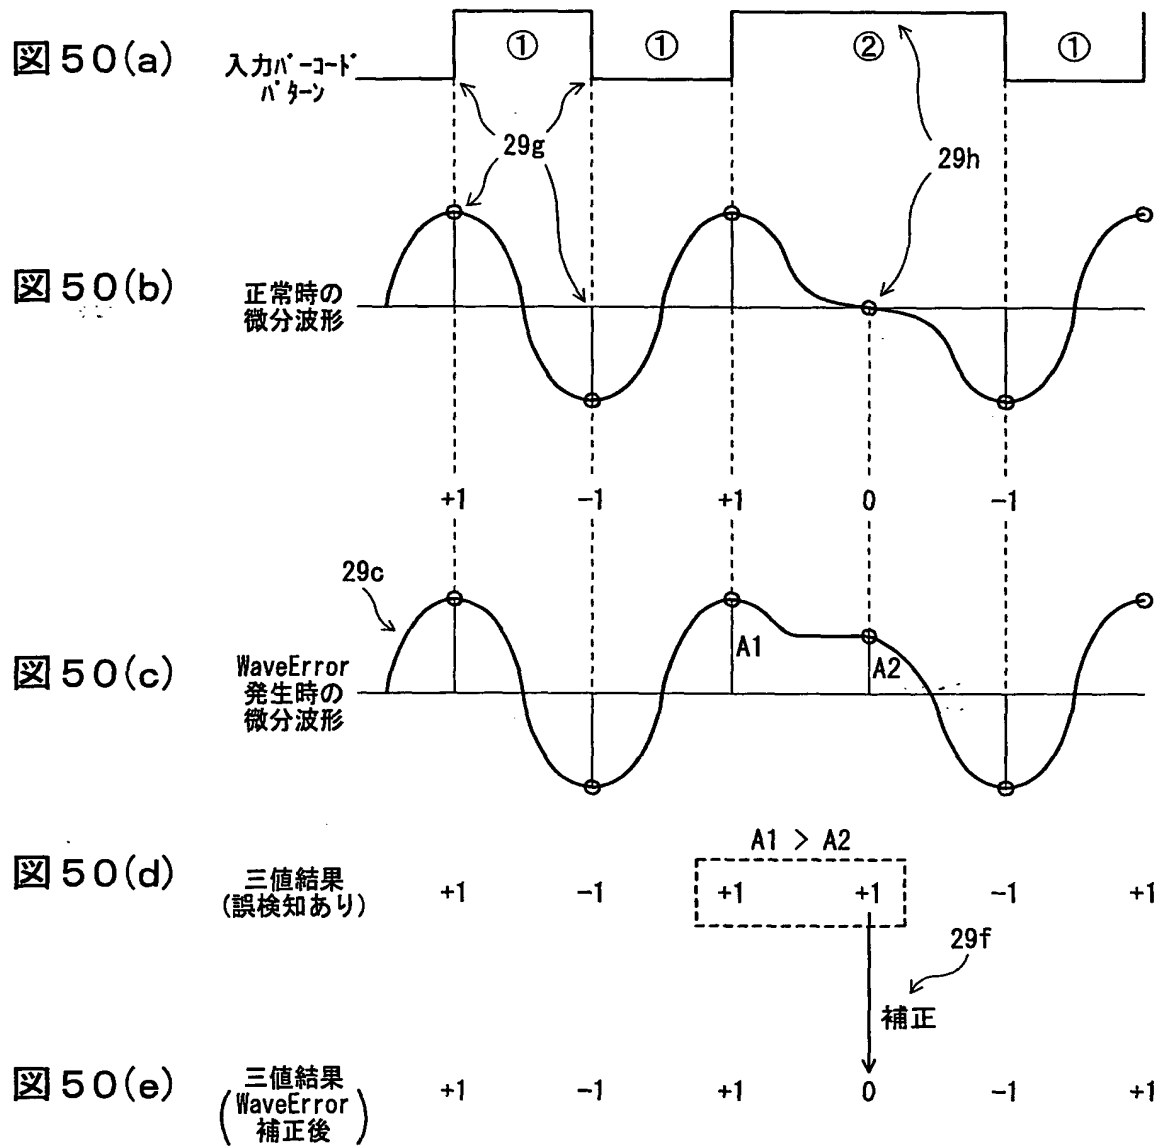 図50(a)
入力バーコード
パターン
① ① ② ①
29g
29h
図50(b)
正常時の
微分波形
+1 -1 +1 0 -1
29c
図50(c)
WaveError
発生時の
微分波形
A1
A2
A1 > A2
図50(d)
三値結果
(誤検知あり)
+1 -1 +1 +1 -1 +1
29f
補正
図50(e)
三値結果
(WaveError
補正後)
+1 -1 +1 0 -1 +1